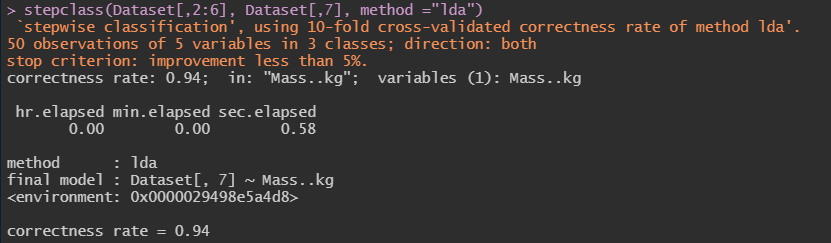 > stepclass(Dataset[,2:6], Dataset[,7], method ="lda")
`stepwise classification', using 10-fold cross-validated correctness rate of method lda'.
50 observations of 5 variables in 3 classes; direction: both
stop criterion: improvement less than 5%.
correctness rate: 0.94;  in: "Mass..kg";  variables (1): Mass..kg
hr.elapsed min.elapsed sec.elapsed
0.00 0.00 0.58
method      : lda
final model : Dataset[, 7] ~ Mass..kg
<environment: 0x0000029498e5a4d8>
correctness rate = 0.94